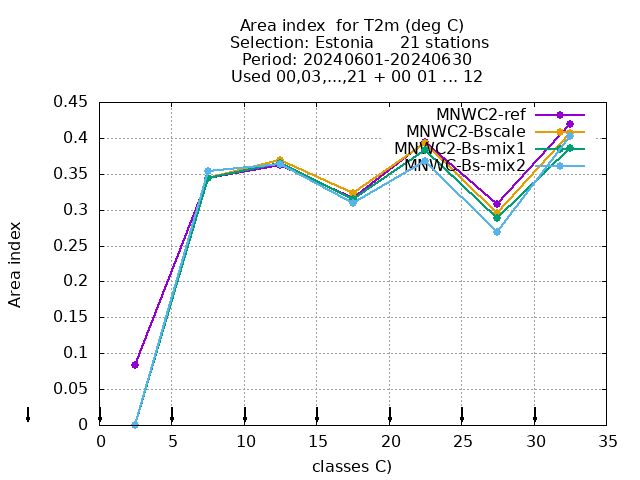 Area index  for T2m (deg C)
Selection: Estonia     21 stations
Period: 20240601-20240630
Used 00,03,...,21 + 00 01 ... 12
MNWC2-ref
MNWC2-Bscale
MNWC2-Bs-mix1
MNWC-Bs-mix2
Area index
0.45
0.4
0.35
0.3
0.25
0.2
0.15
0.1
0.05
0
0 5 10 15 20 25 30 35
classes C)